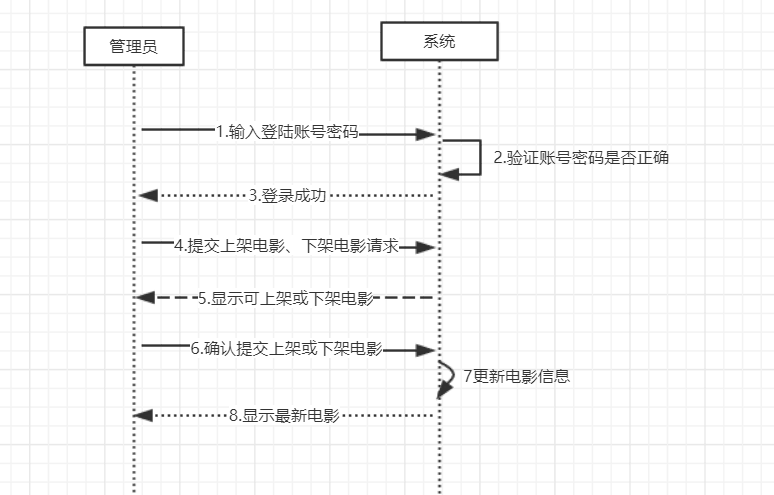 管理员
系统
1.输入登陆账号密码
2.验证账号密码是否正确
3.登录成功
4.提交上架电影、下架电影请求
5.显示可上架或下架电影
6.确认提交上架或下架电影
7更新电影信息
8.显示最新电影